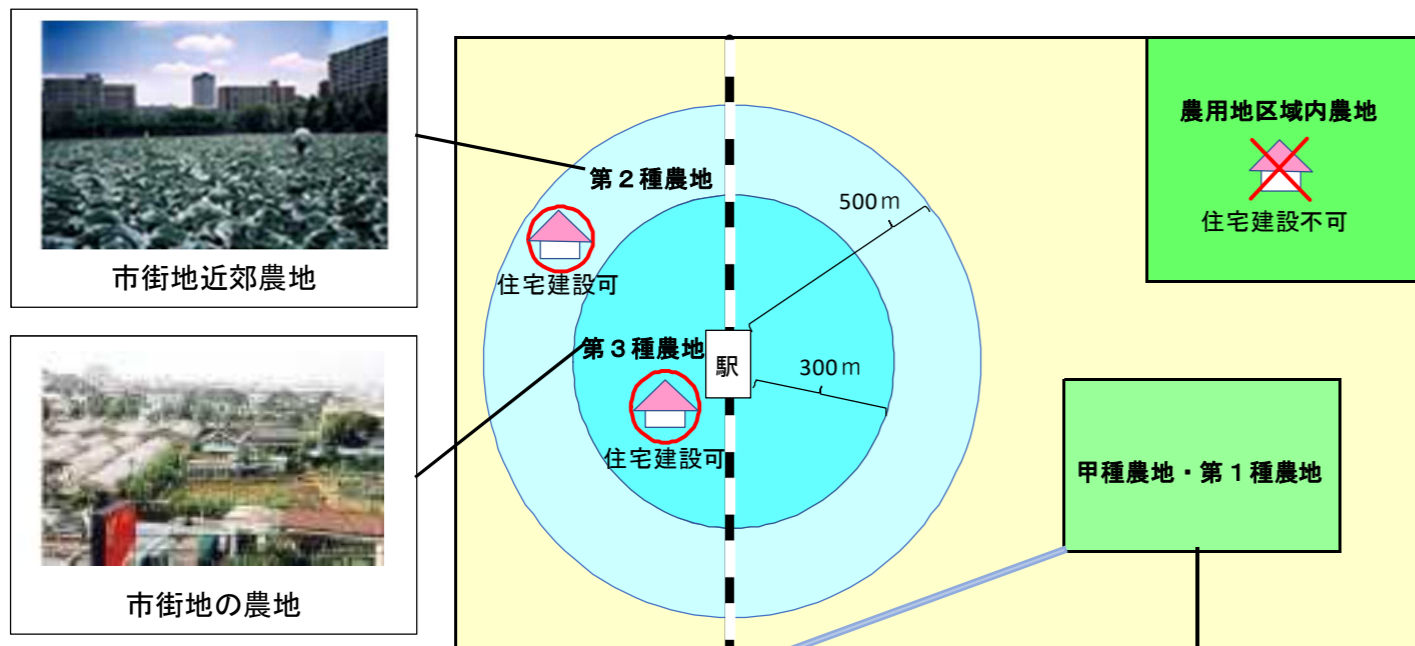 市街地近郊農地
市街地の農地
第２種農地
住宅建設可
第３種農地
住宅建設可
駅
500ｍ
300ｍ
農用地区域内農地
住宅建設不可
甲種農地・第１種農地